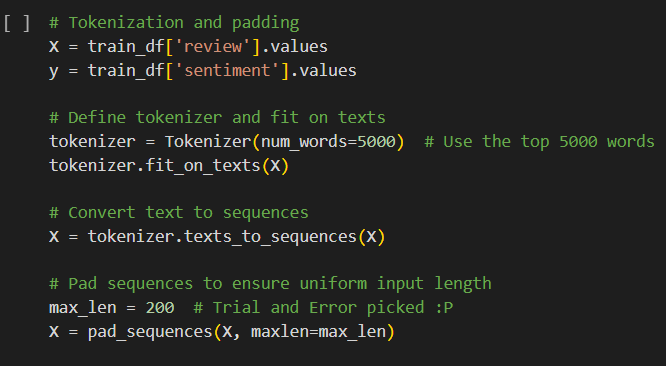 [ ] # Tokenization and padding
X = train_df['review'].values
y = train_df['sentiment'].values
# Define tokenizer and fit on texts
tokenizer = Tokenizer(num_words=5000)  # Use the top 5000 words
tokenizer.fit_on_texts(X)
# Convert text to sequences
X = tokenizer.texts_to_sequences(X)
# Pad sequences to ensure uniform input length
max_len = 200  # Trial and Error picked :P
X = pad_sequences(X, maxlen=max_len)